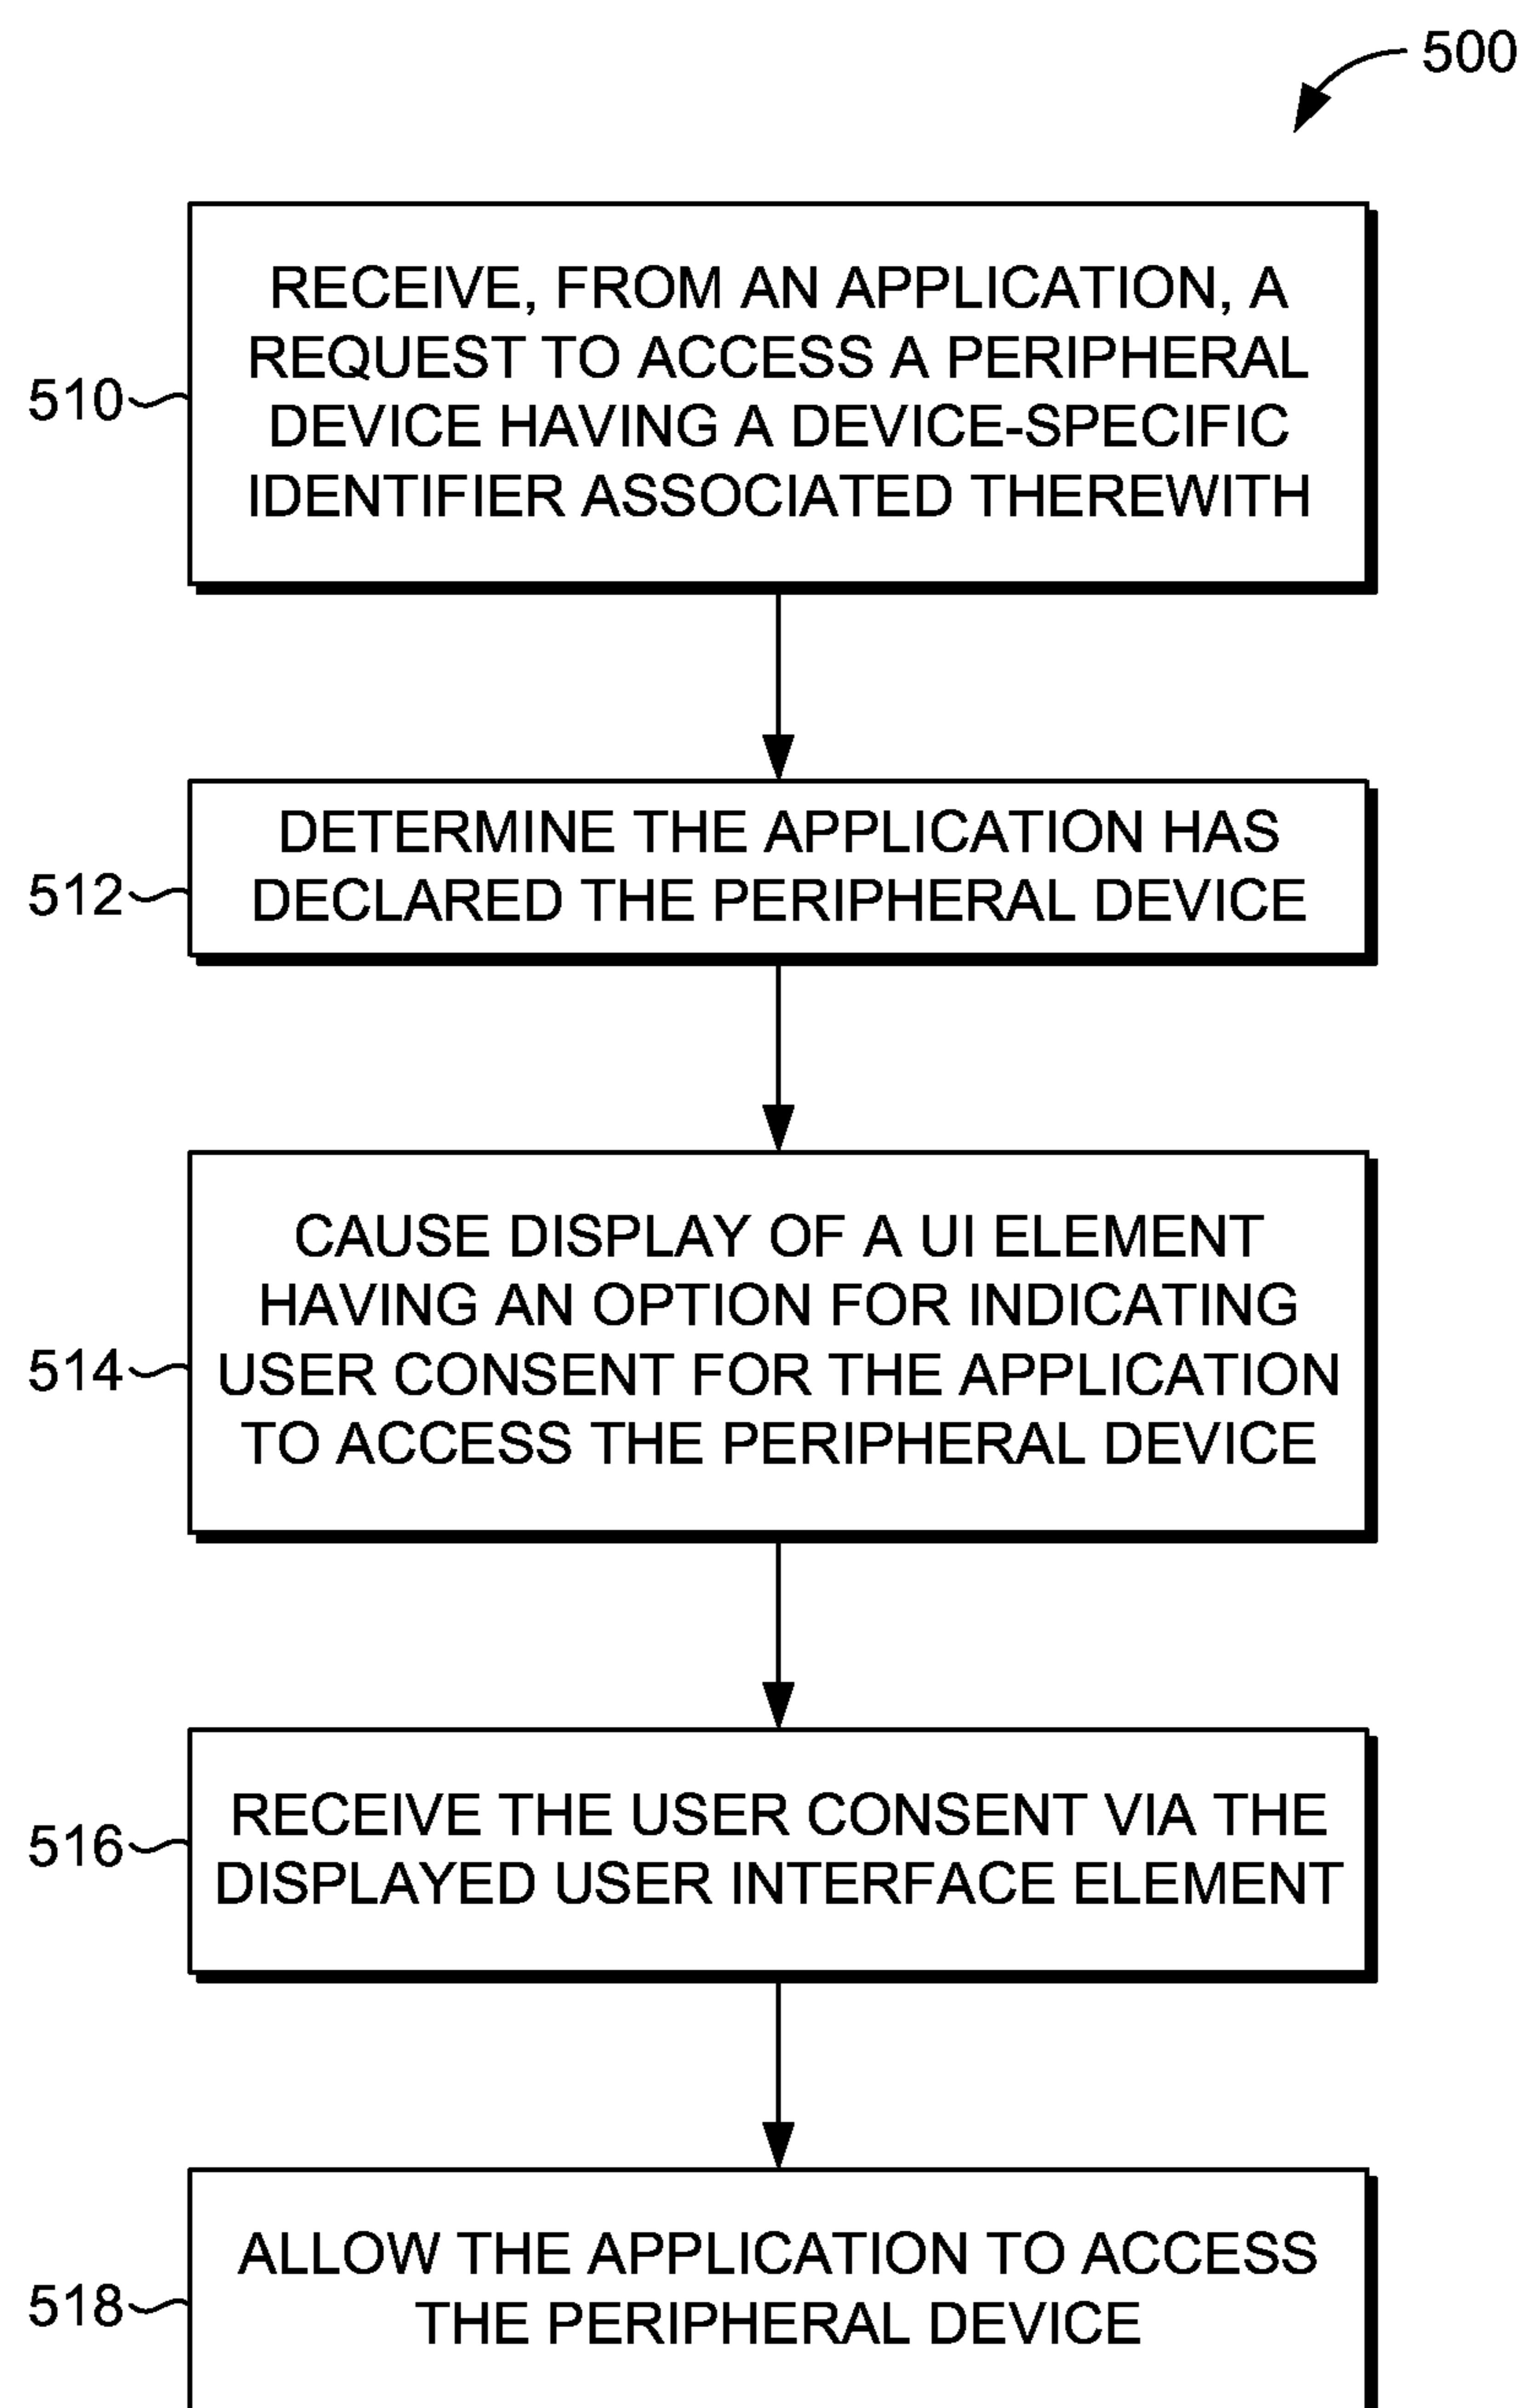 500
RECEIVE, FROM AN APPLICATION, A
REQUEST TO ACCESS A PERIPHERAL
DEVICE HAVING A DEVICE-SPECIFIC
IDENTIFIER ASSOCIATED THEREWITH
510
DETERMINE THE APPLICATION HAS
DECLARED THE PERIPHERAL DEVICE
512
CAUSE DISPLAY OF A UI ELEMENT
HAVING AN OPTION FOR INDICATING
USER CONSENT FOR THE APPLICATION
TO ACCESS THE PERIPHERAL DEVICE
514
RECEIVE THE USER CONSENT VIA THE
DISPLAYED USER INTERFACE ELEMENT
516
ALLOW THE APPLICATION TO ACCESS
THE PERIPHERAL DEVICE
518